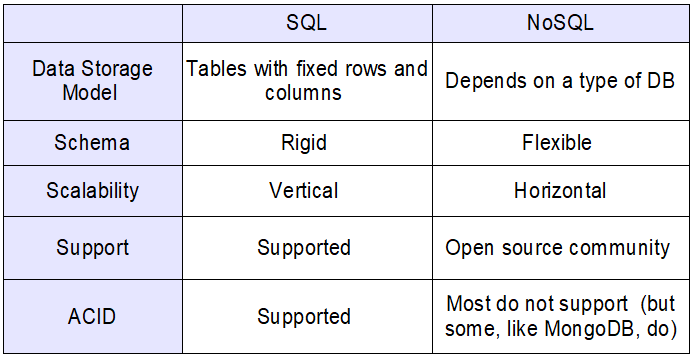 SQL
NoSQL
Data Storage
Model
Tables with fixed rows and
columns
Depends on a type of DB
Schema
Rigid
Flexible
Scalability
Vertical
Horizontal
Support
Supported
Open source community
ACID
Supported
Most do not support (but
some, like MongoDB, do)